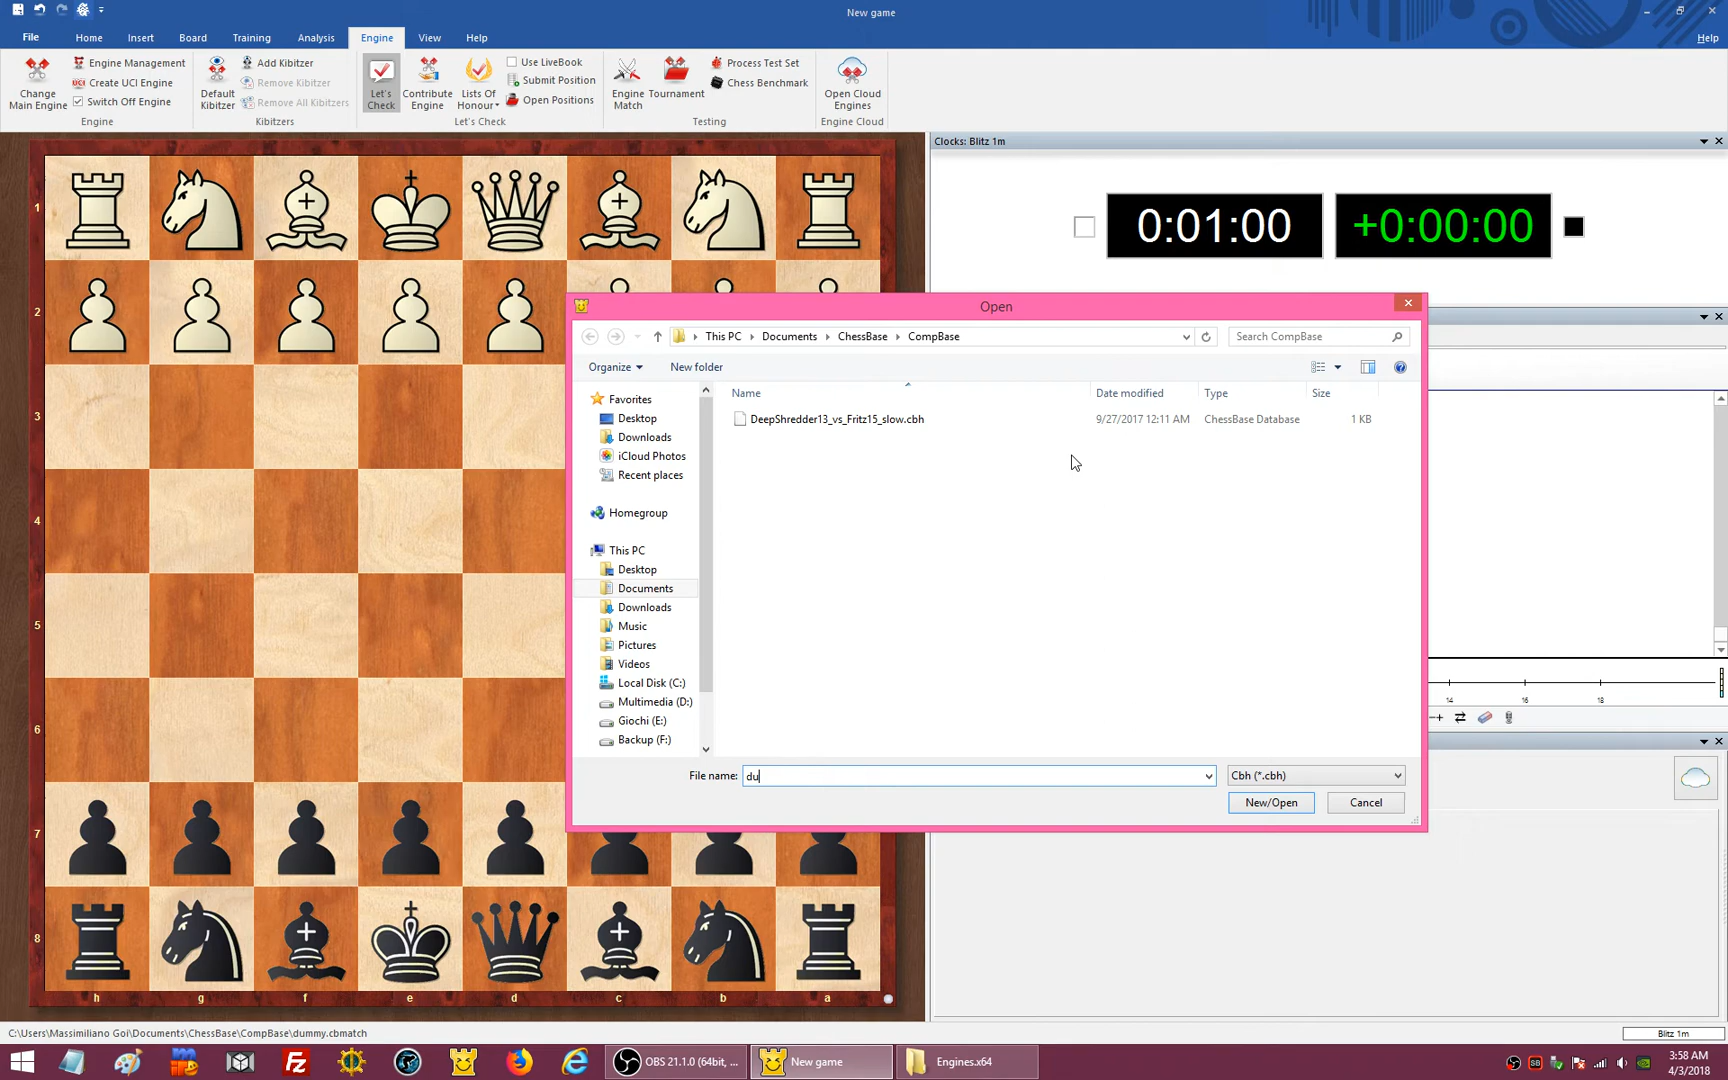 New game
File
Home
Insert
Board
Training
Analysis
Engine
View
Help
Help
Change
Main Engine
Engine Management
Create UCI Engine
Switch Off Engine
Engine
Default
Kibitzer
Add Kibitzer
Remove Kibitzer
Remove All Kibitzers
Kibitzers
Let's
Check
Contribute
Engine
Lists Of
Honour
Use LiveBook
Submit Position
Open Positions
Let's Check
Engine
Match
Tournament
Process Test Set
Chess Benchmark
Testing
Open Cloud
Engines
Engine Cloud
Clocks: Blitz 1m
0:01:00
+0:00:00
1
2
3
4
5
6
7
8
h g f e d c b a
Open
This PC
Documents
ChessBase
CompBase
Search CompBase
Organize
New folder
Name
Date modified
Type
Size
DeepShredder13_vs_Fritz15_slow.cbh
9/27/2017 12:11 AM
ChessBase Database
1 KB
Favorites
Desktop
Downloads
iCloud Photos
Recent places
Homegroup
This PC
Desktop
Documents
Downloads
Music
Pictures
Videos
Local Disk (C:)
Multimedia (D:)
Giochi (E:)
Backup (F:)
File name:
du
Cbh (*.cbh)
New/Open
Cancel
14
16
18
C:\Users\Massimiliano Goi\Documents\ChessBase\CompBase\dummy.cbmatch
Blitz 1m
OBS 21.1.0 (64bit, ...
New game
Engines.x64
3:58 AM
4/3/2018